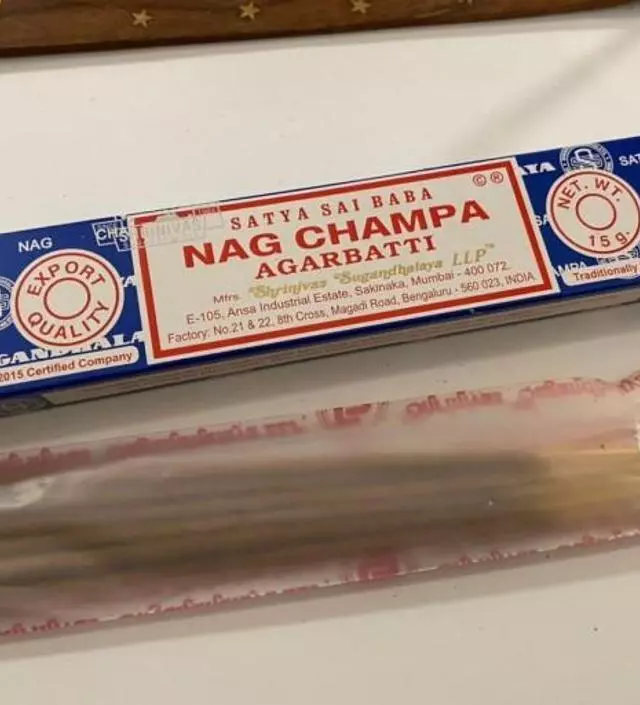 NAG
EXPORT
QUALITY
2015 Certified Company
SATYA SAI BABA
NAG CHAMPA
AGARBATTI
Mfrs. Shrinivas Sugandhalaya LLP™
E-105, Ansa Industrial Estate, Sakinaka, Mumbai - 400 072.
Factory: No.21 & 22, 8th Cross, Magadi Road, Bengaluru - 560 023, INDIA.
© ®
NET. WT.
15 g.
Traditionally